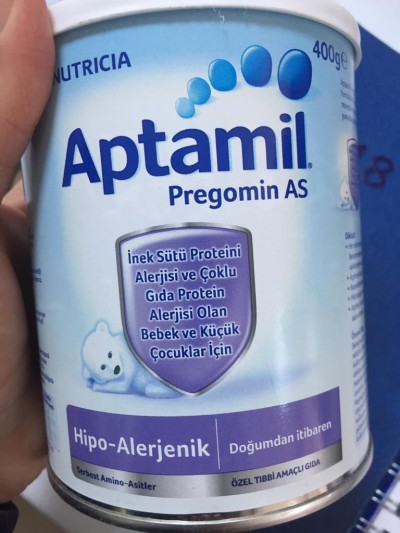 NUTRICIA
400g℮
Aptamil
Pregomin AS
İnek Sütü Proteini
Alerjisi ve Çoklu
Gıda Protein
Alerjisi Olan
Bebek ve Küçük
Çocuklar İçin
Hipo-Alerjenik
Doğumdan itibaren
Serbest Amino-Asitler
ÖZEL TIBBİ AMAÇLI GIDA